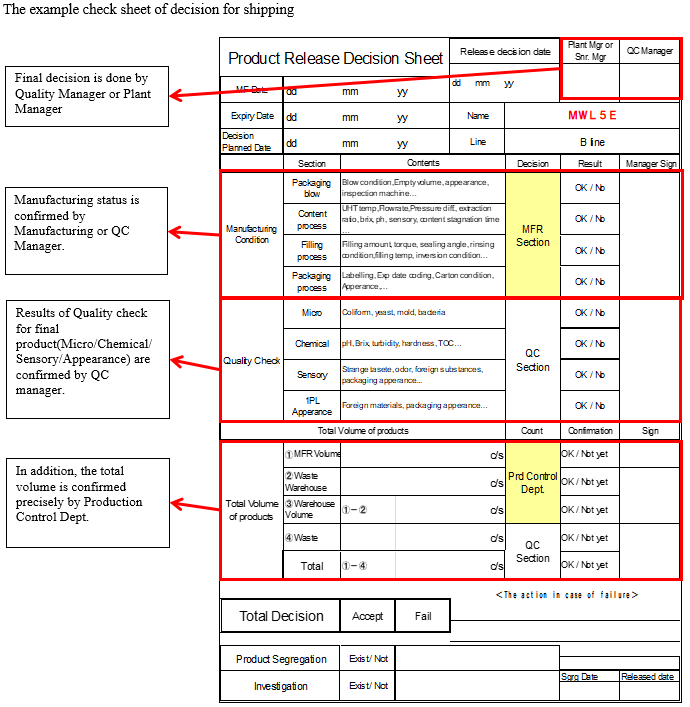 The example check sheet of decision for shipping
Final decision is done by
Quality Manager or Plant
Manager
Manufacturing status is
confirmed by
Manufacturing or QC
Manager.
Results of Quality check
for final
product(Micro/Chemical/
Sensory/Appearance) are
confirmed by QC
manager.
In addition, the total
volume is confirmed
precisely by Production
Control Dept.
Product Release Decision Sheet
Release decision date
Plant Mgr or
Snr. Mgr
QC Manager
MF Date dd mm yy
dd mm yy
Expiry Date dd mm yy Name MWL 5 E
Decision
Planned Date
dd mm yy Line B line
Section Contents Decision Result Manager Sign
Manufacturing
Condition
Packaging
blow
Blow condition,Empty volume, appearance,
inspection machine…
OK / No
Content
process
UHT temp,Flowrate,Pressure diff., extraction
ratio, brix, ph, sensory, content stagnation time
…
OK / No
Filling
process
Filling amount, torque, sealing angle, rinsing
condition,filling temp, inversion condition…
OK / No
Packaging
process
Labelling, Exp date coding, Carton condition,
Apperance,…
OK / No
MFR
Section
Quality Check
Micro Coliform, yeast, mold, bacteria OK / No
Chemical pH, Brix, turbidity, hardness, TOC… OK / No
Sensory
Strange tasete, odor, foreign substances,
packaging apperance...
OK / No
1PL
Apperance
Foreign materials, packaging apperance… OK / No
QC
Section
Total Volume of products Count Confirmation Sign
Total Volume
of products
①MFR Volume c/s OK / Not yet
②Waste
Warehouse
c/s OK / Not yet
③Warehouse
Volume
①－② c/s OK / Not yet
Prd Control
Dept.
④Waste c/s OK / Not yet
Total ①－④ c/s OK / Not yet
QC
Section
<The action in case of failure>
Total Decision Accept Fail
Product Segregation Exist / Not
Investigation Exist / Not
Sgrg Date Released date